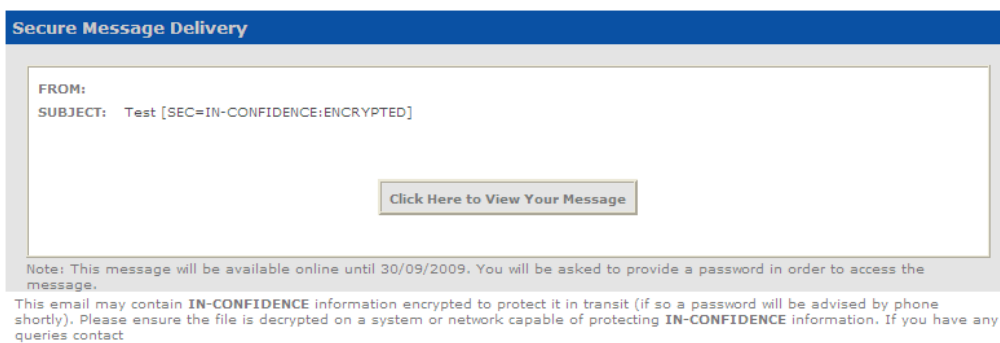 Secure Message Delivery
FROM:
SUBJECT: Test [SEC=IN-CONFIDENCE:ENCRYPTED]
Click Here to View Your Message
Note: This message will be available online until 30/09/2009. You will be asked to provide a password in order to access the
message.
This email may contain IN-CONFIDENCE information encrypted to protect it in transit (if so a password will be advised by phone
shortly). Please ensure the file is decrypted on a system or network capable of protecting IN-CONFIDENCE information. If you have any
queries contact